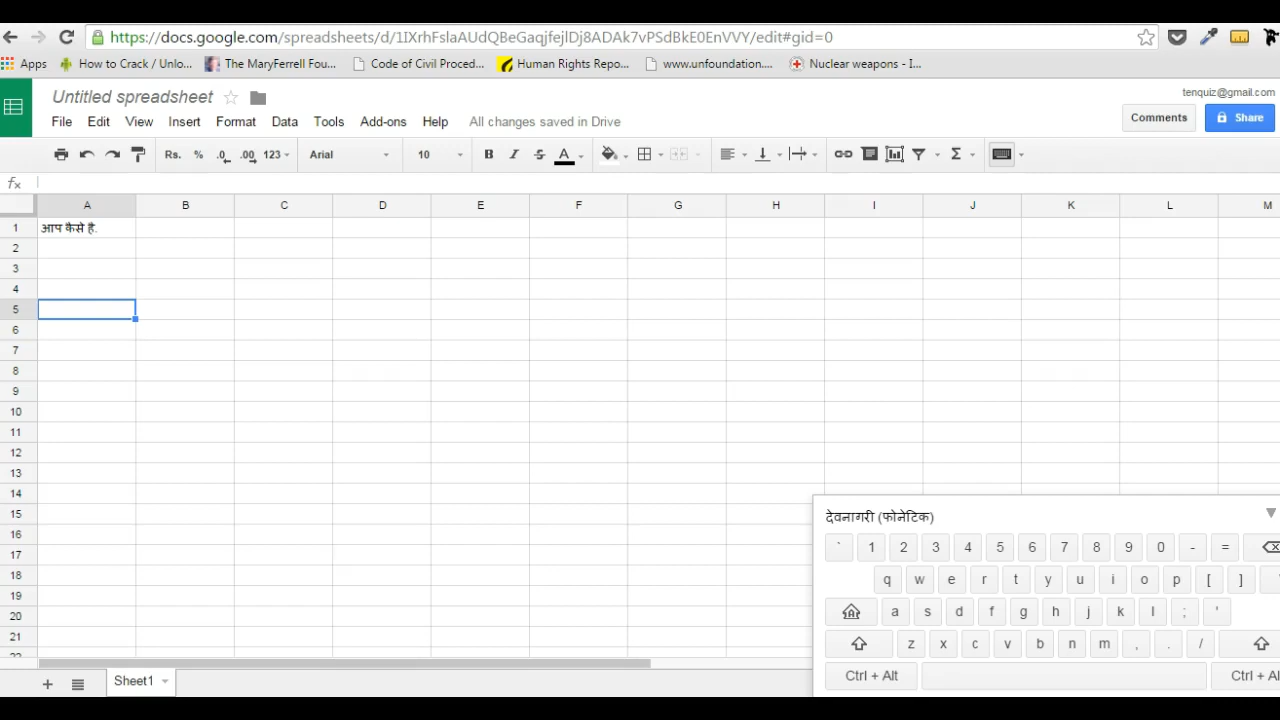 https://docs.google.com/spreadsheets/d/1IXrhFslaAUdQBeGaqjfejlDj8ADAk7vPSdBkE0EnVVY/edit#gid=0
Apps How to Crack / Unlo... The MaryFerrell Fou... Code of Civil Proced... Human Rights Repo... www.unfoundation.... Nuclear weapons - I...
Untitled spreadsheet
tenquiz@gmail.com
File Edit View Insert Format Data Tools Add-ons Help All changes saved in Drive
Comments Share
Rs. % .0 .00 123 Arial 10 B I S A Σ
fx
A B C D E F G H I J K L M
1 आप कैसे है.
2
3
4
5
6
7
8
9
10
11
12
13
14
15
16
17
18
19
20
21
22
देवनागरी (फोनेटिक)
` 1 2 3 4 5 6 7 8 9 0 - =
q w e r t y u i o p [ ]
a s d f g h j k l ; '
z x c v b n m , . /
Ctrl + Alt Ctrl + Al
+ Sheet1